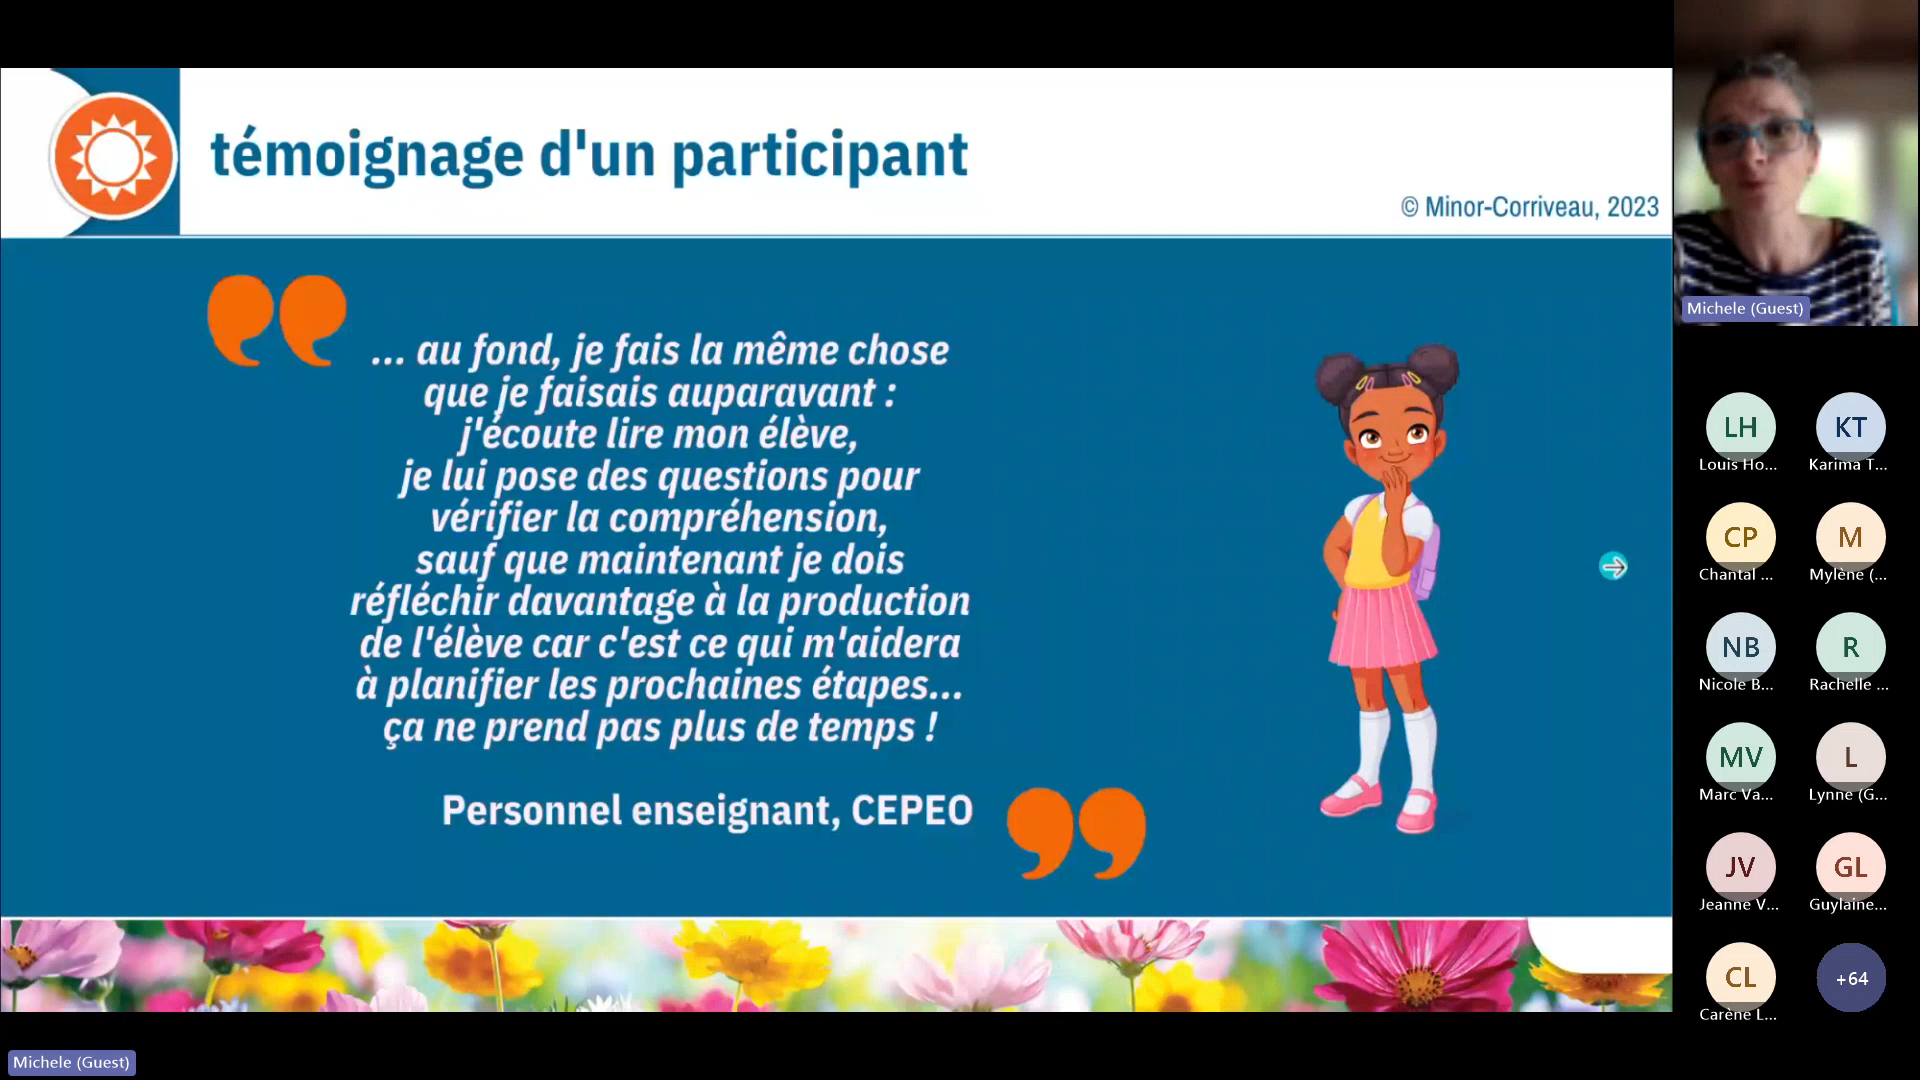 témoignage d'un participant
© Minor-Corriveau, 2023
... au fond, je fais la même chose
que je faisais auparavant :
j'écoute lire mon élève,
je lui pose des questions pour
vérifier la compréhension,
sauf que maintenant je dois
réfléchir davantage à la production
de l'élève car c'est ce qui m'aidera
à planifier les prochaines étapes...
ça ne prend pas plus de temps !
Personnel enseignant, CEPEO
Michele (Guest)
LH
Louis Ho...
KT
Karima T...
CP
Chantal ...
M
Mylène (...
NB
Nicole B...
R
Rachelle ...
MV
Marc Va...
L
Lynne (G...
JV
Jeanne V...
GL
Guylaine...
CL
Carène L...
+64
Michele (Guest)